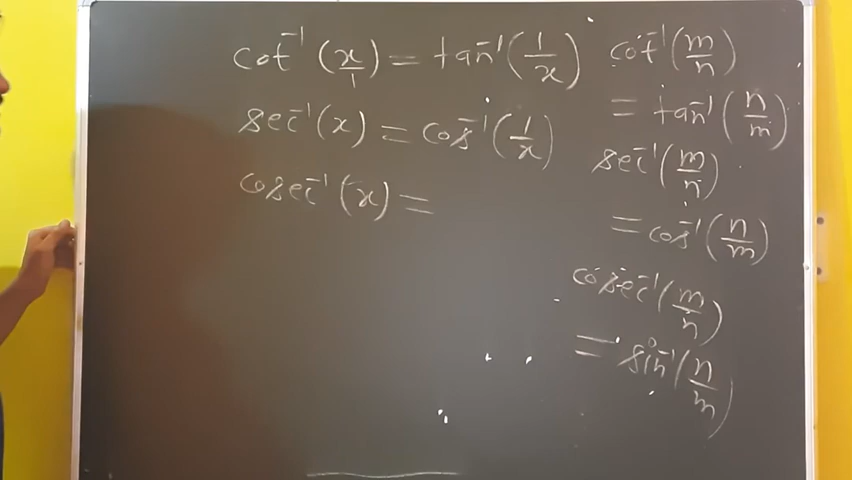 cot⁻¹(x/1) = tan⁻¹(1/x)
sec⁻¹(x) = cos⁻¹(1/x)
cosec⁻¹(x) =
cot⁻¹(m/n)
= tan⁻¹(n/m)
sec⁻¹(m/n)
= cos⁻¹(n/m)
cosec⁻¹(m/n)
= sin⁻¹(n/m)